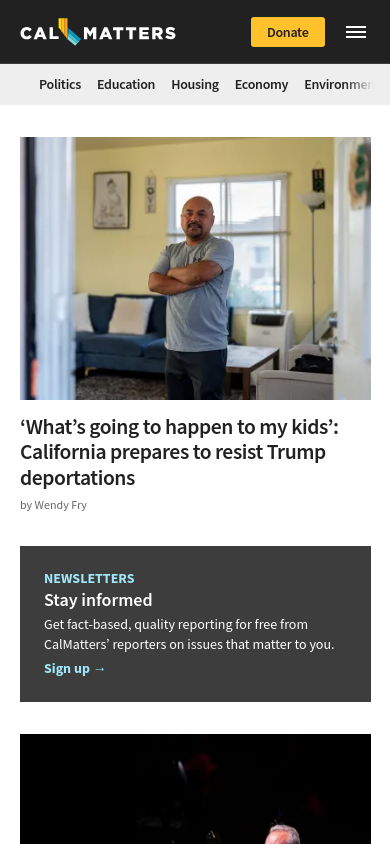 CALMATTERS
Donate
Politics Education Housing Economy Environmen
‘What’s going to happen to my kids’:
California prepares to resist Trump
deportations
by Wendy Fry
NEWSLETTERS
Stay informed
Get fact-based, quality reporting for free from
CalMatters’ reporters on issues that matter to you.
Sign up →